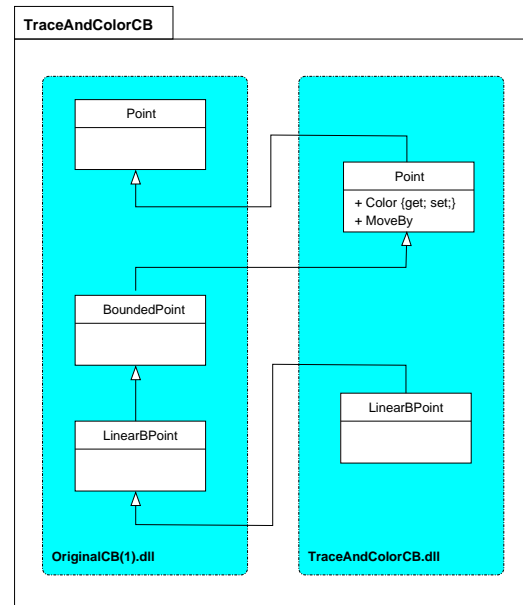 TraceAndColorCB
Point
Point
+ Color {get; set;}
+ MoveBy
BoundedPoint
LinearBPoint
LinearBPoint
OriginalCB(1).dll
TraceAndColorCB.dll